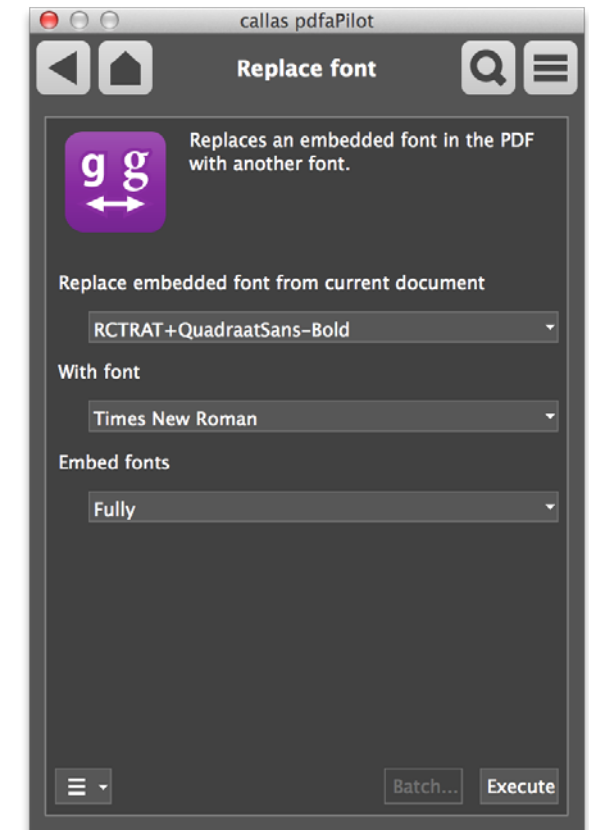 callas pdfaPilot
Replace font
g g
Replaces an embedded font in the PDF
with another font.
Replace embedded font from current document
RCTRAT+QuadraatSans-Bold
With font
Times New Roman
Embed fonts
Fully
Batch... Execute